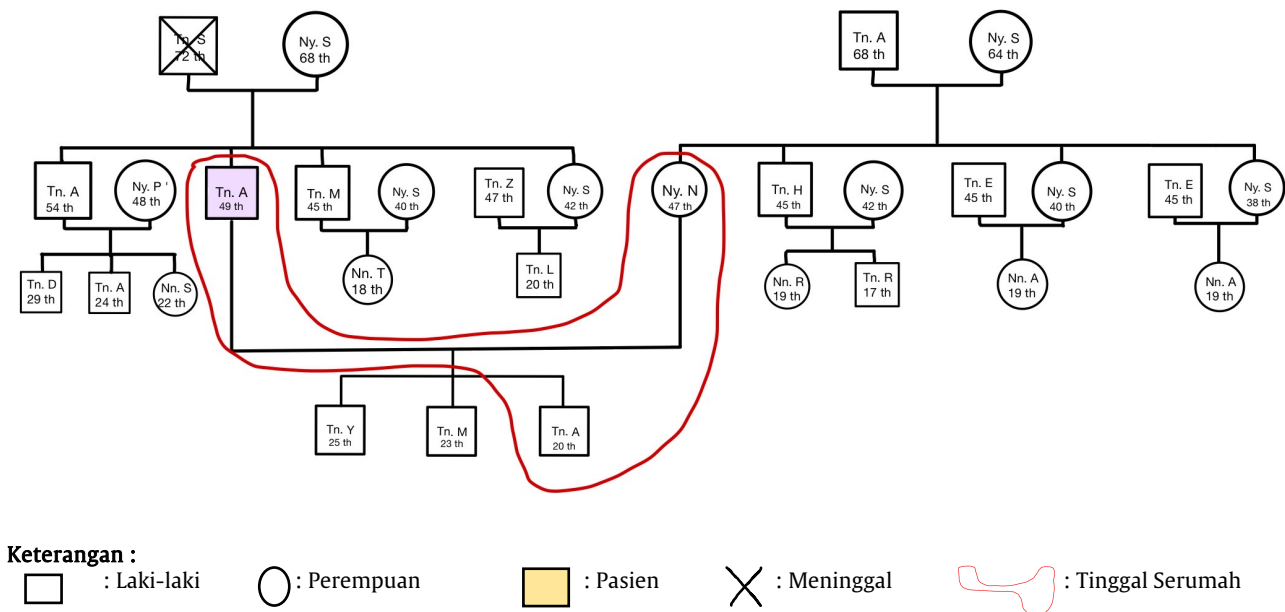 Tn. S
72 th
Ny. S
68 th
Tn. A
68 th
Ny. S
64 th
Tn. A
54 th
Ny. P '
48 th
Tn. A
49 th
Tn. M
45 th
Ny. S
40 th
Tn. Z
47 th
Ny. S
42 th
Ny. N
47 th
Tn. H
45 th
Ny. S
42 th
Tn. E
45 th
Ny. S
40 th
Tn. E
45 th
Ny. S
38 th
Tn. D
29 th
Tn. A
24 th
Nn. S
22 th
Nn. T
18 th
Tn. L
20 th
Nn. R
19 th
Tn. R
17 th
Nn. A
19 th
Nn. A
19 th
Tn. Y
25 th
Tn. M
23 th
Tn. A
20 th
Keterangan :
: Laki-laki
: Perempuan
: Pasien
: Meninggal
: Tinggal Serumah